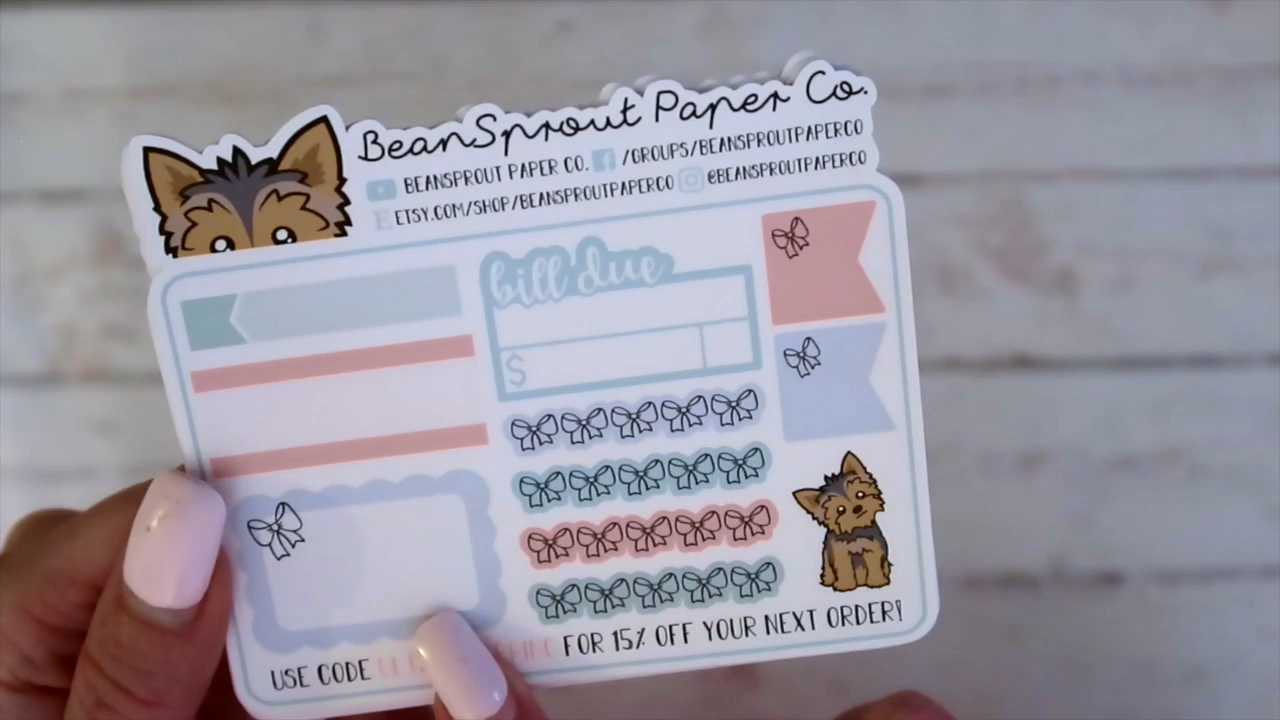 BeanSprout Paper Co.
BEANSPROUT PAPER CO. /GROUPS/BEANSPROUTPAPERCO
ETSY.COM/SHOP/BEANSPROUTPAPERCO @BEANSPROUTPAPERCO
bill due
$
USE CODE FOR 15% OFF YOUR NEXT ORDER!